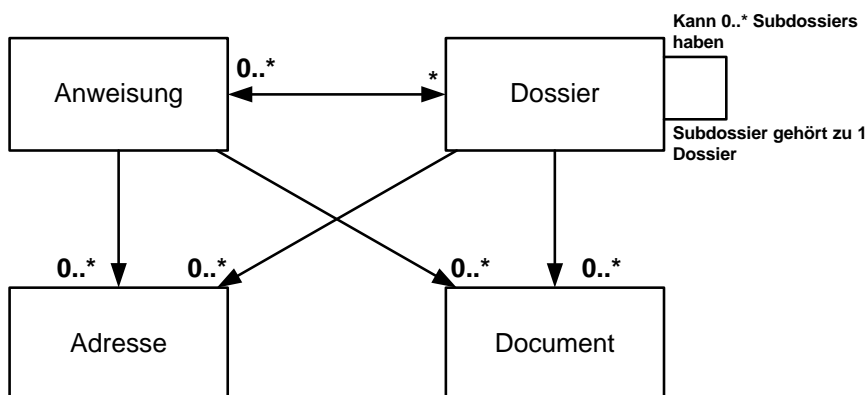 Kann 0..* Subdossiers
haben
0..*
*
Anweisung
Dossier
Subdossier gehört zu 1
Dossier
0..*
0..*
0..*
0..*
Adresse
Document